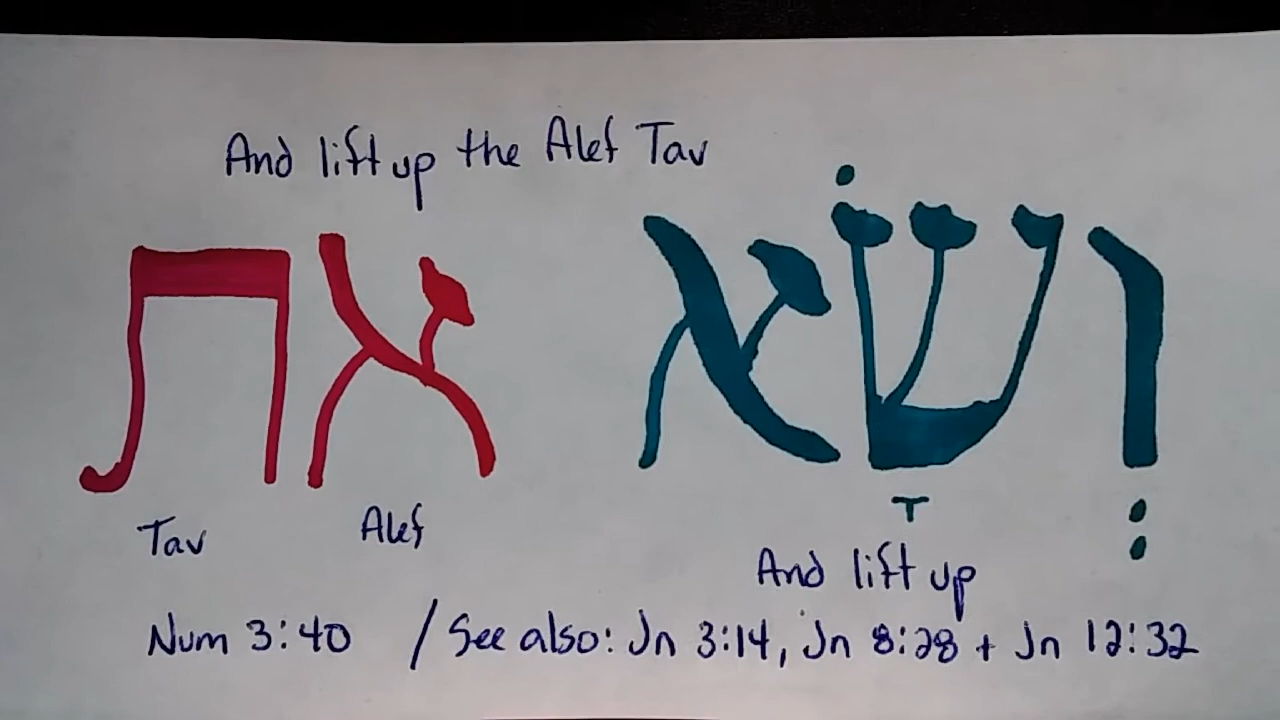 And lift up the Alef Tav
וְשָׂא את
Tav Alef
And lift up
Num 3:40 / See also: Jn 3:14, Jn 8:28 + Jn 12:32